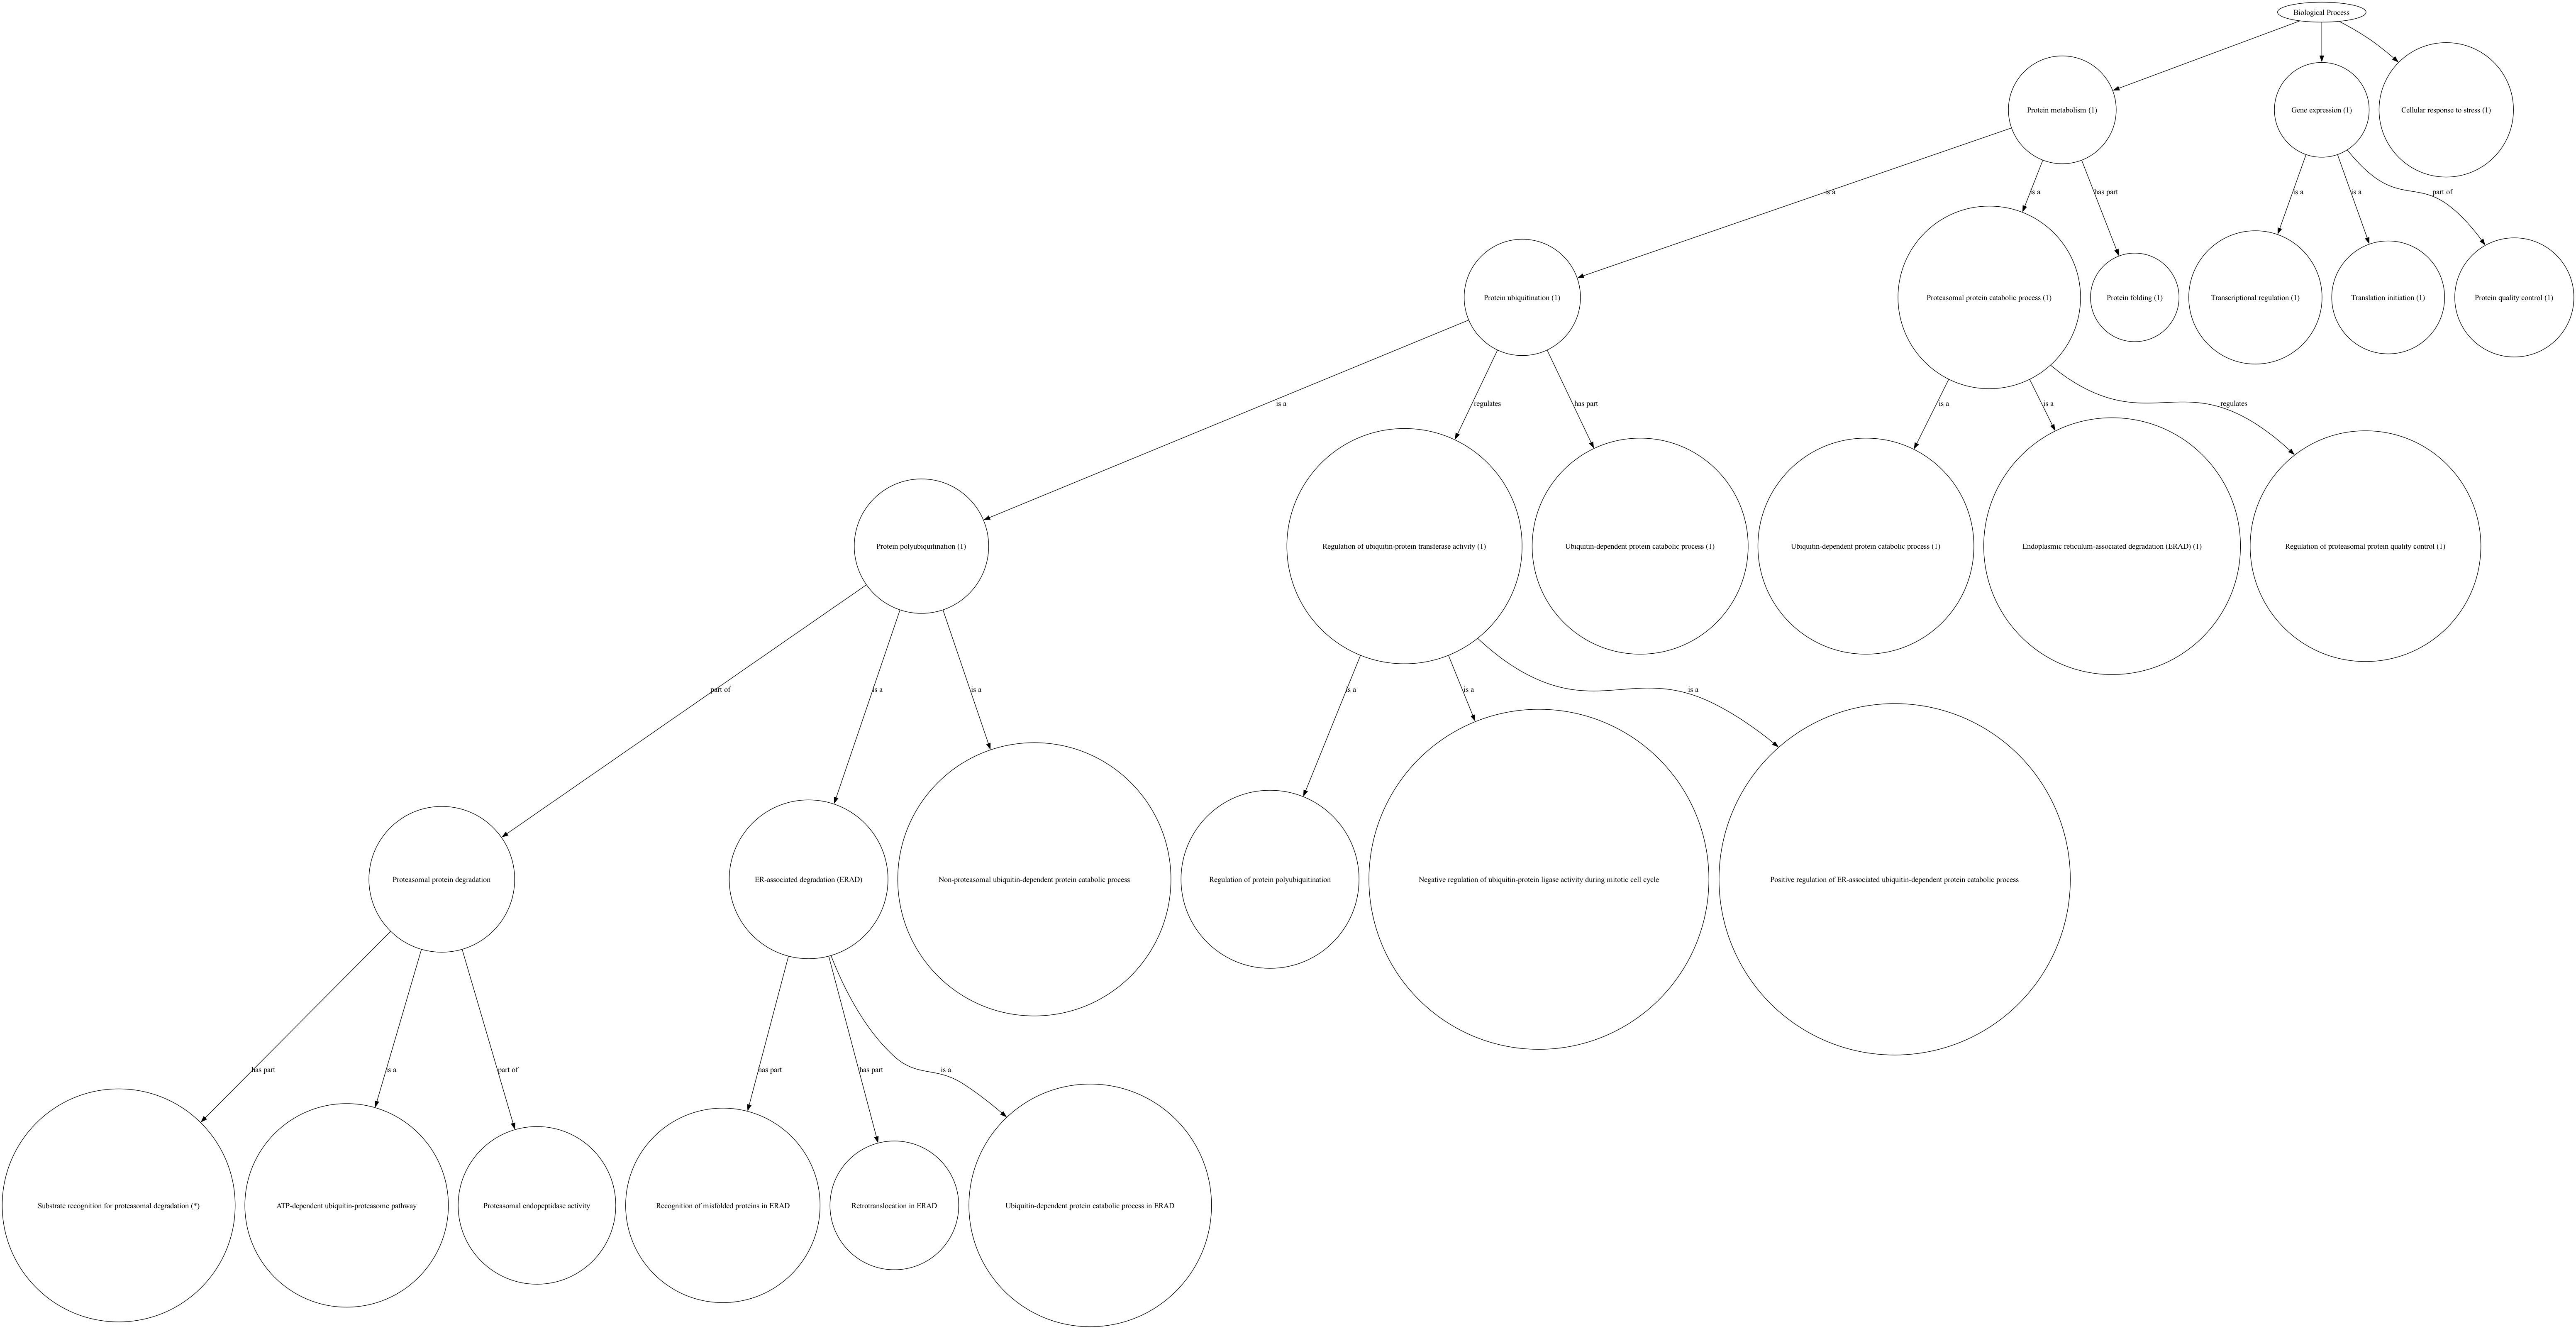 Biological Process
Protein metabolism (1)
Gene expression (1)
Cellular response to stress (1)
is a
is a
has part
is a
is a
part of
Protein ubiquitination (1)
Proteasomal protein catabolic process (1)
Protein folding (1)
Transcriptional regulation (1)
Translation initiation (1)
Protein quality control (1)
is a
regulates
has part
is a
is a
regulates
Protein polyubiquitination (1)
Regulation of ubiquitin-protein transferase activity (1)
Ubiquitin-dependent protein catabolic process (1)
Ubiquitin-dependent protein catabolic process (1)
Endoplasmic reticulum-associated degradation (ERAD) (1)
Regulation of proteasomal protein quality control (1)
part of
is a
is a
is a
is a
is a
Proteasomal protein degradation
ER-associated degradation (ERAD)
Non-proteasomal ubiquitin-dependent protein catabolic process
Regulation of protein polyubiquitination
Negative regulation of ubiquitin-protein ligase activity during mitotic cell cycle
Positive regulation of ER-associated ubiquitin-dependent protein catabolic process
has part
is a
part of
has part
has part
is a
Substrate recognition for proteasomal degradation (*)
ATP-dependent ubiquitin-proteasome pathway
Proteasomal endopeptidase activity
Recognition of misfolded proteins in ERAD
Retrotranslocation in ERAD
Ubiquitin-dependent protein catabolic process in ERAD